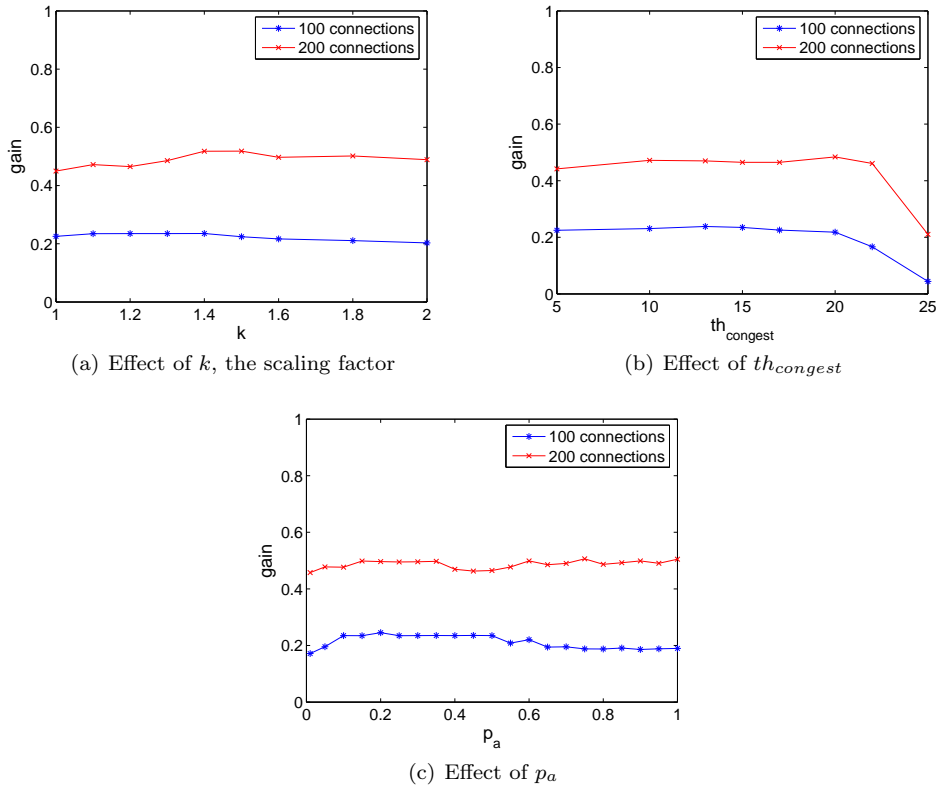 1
0.8
0.6
0.4
0.2
0
gain
100 connections
200 connections
1 1.2 1.4 1.6 1.8 2
k
(a) Effect of k, the scaling factor
1
0.8
0.6
0.4
0.2
0
gain
100 connections
200 connections
5 10 15 20 25
th_congest
(b) Effect of th_congest
1
0.8
0.6
0.4
0.2
0
gain
100 connections
200 connections
0 0.2 0.4 0.6 0.8 1
p_a
(c) Effect of p_a